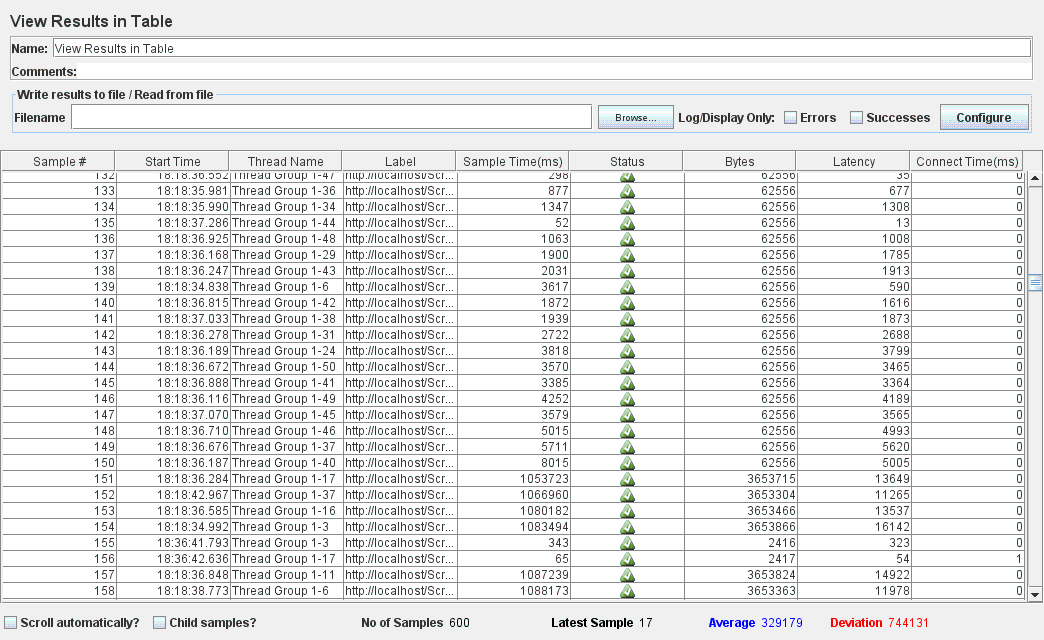 View Results in Table
Name: View Results in Table
Comments:
Write results to file / Read from file
Filename Browse... Log/Display Only: Errors Successes Configure
Sample # Start Time Thread Name Label Sample Time(ms) Status Bytes Latency Connect Time(ms)
132 18:18:36.552 Thread Group 1-47 http://localhost/Scr... 298 62556 35 0
133 18:18:35.981 Thread Group 1-36 http://localhost/Scr... 877 62556 677 0
134 18:18:35.990 Thread Group 1-34 http://localhost/Scr... 1347 62556 1308 0
135 18:18:37.286 Thread Group 1-44 http://localhost/Scr... 52 62556 13 0
136 18:18:36.925 Thread Group 1-48 http://localhost/Scr... 1063 62556 1008 0
137 18:18:36.168 Thread Group 1-29 http://localhost/Scr... 1900 62556 1785 0
138 18:18:36.247 Thread Group 1-43 http://localhost/Scr... 2031 62556 1913 0
139 18:18:34.838 Thread Group 1-6 http://localhost/Scr... 3617 62556 590 0
140 18:18:36.815 Thread Group 1-42 http://localhost/Scr... 1872 62556 1616 0
141 18:18:37.033 Thread Group 1-38 http://localhost/Scr... 1939 62556 1873 0
142 18:18:36.278 Thread Group 1-31 http://localhost/Scr... 2722 62556 2688 0
143 18:18:36.189 Thread Group 1-24 http://localhost/Scr... 3818 62556 3799 0
144 18:18:36.672 Thread Group 1-50 http://localhost/Scr... 3570 62556 3465 0
145 18:18:36.888 Thread Group 1-41 http://localhost/Scr... 3385 62556 3364 0
146 18:18:36.116 Thread Group 1-49 http://localhost/Scr... 4252 62556 4189 0
147 18:18:37.070 Thread Group 1-45 http://localhost/Scr... 3579 62556 3565 0
148 18:18:36.710 Thread Group 1-46 http://localhost/Scr... 5015 62556 4993 0
149 18:18:36.676 Thread Group 1-37 http://localhost/Scr... 5711 62556 5620 0
150 18:18:36.187 Thread Group 1-40 http://localhost/Scr... 8015 62556 5005 0
151 18:18:36.284 Thread Group 1-17 http://localhost/Scr... 1053723 3653715 13649 0
152 18:18:42.967 Thread Group 1-37 http://localhost/Scr... 1066960 3653304 11265 0
153 18:18:36.585 Thread Group 1-16 http://localhost/Scr... 1080182 3653466 13537 0
154 18:18:34.992 Thread Group 1-3 http://localhost/Scr... 1083494 3653866 16142 0
155 18:36:41.793 Thread Group 1-3 http://localhost/Scr... 343 2416 323 0
156 18:36:42.636 Thread Group 1-17 http://localhost/Scr... 65 2417 54 1
157 18:18:36.848 Thread Group 1-11 http://localhost/Scr... 1087239 3653824 14922 0
158 18:18:38.773 Thread Group 1-6 http://localhost/Scr... 1088173 3653363 11978 0
Scroll automatically? Child samples? No of Samples 600 Latest Sample 17 Average 329179 Deviation 744131